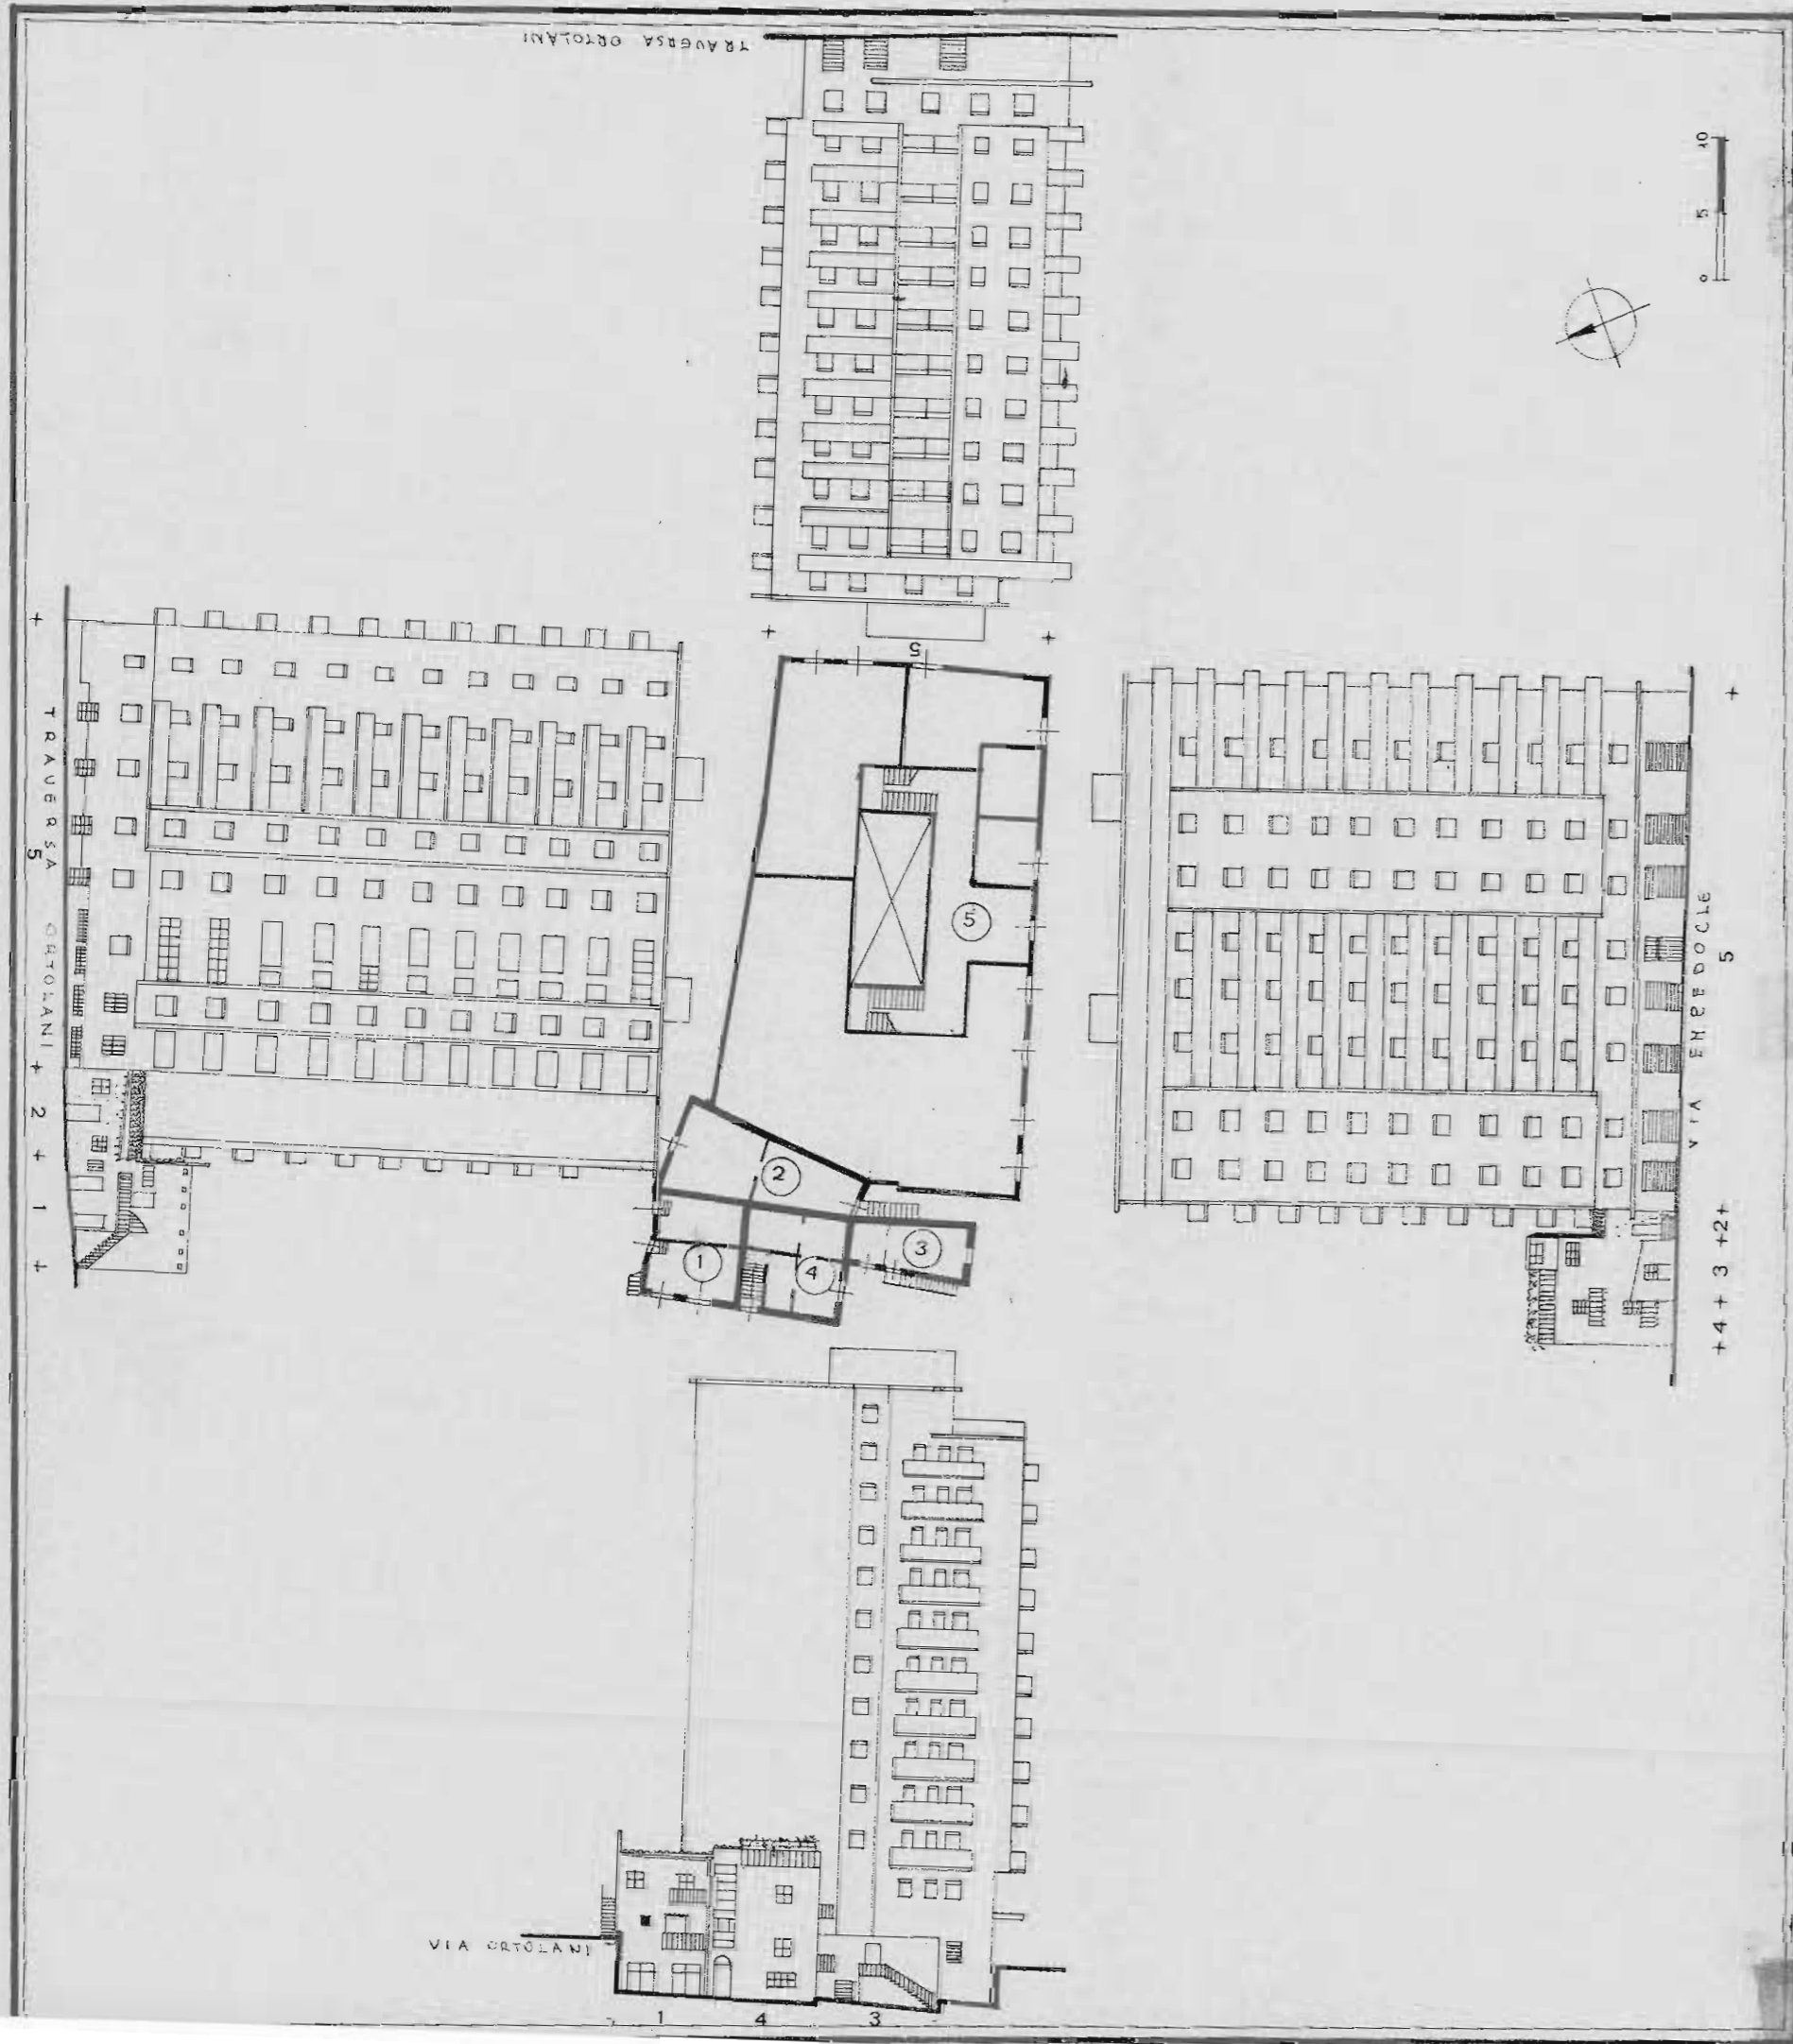 TRAVERSA ORTOLANI
10
5
0
5
TRAVERSA ORTOLANI
5
+ 2 + 1 +
VIA EMPEDOCLE
5
+4+ 3 +2+
5
2
1
4
3
VIA ORTOLANI
1 4 3